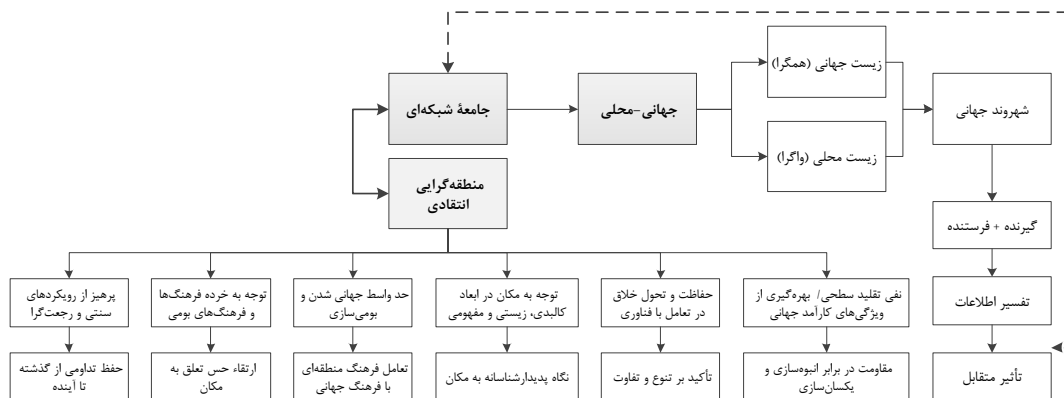 زیست جهانی (همگرا)
جامعۀ شبکه‌ای
جهانی-محلی
شهروند جهانی
زیست محلی (واگرا)
منطقه‌گرایی
انتقادی
گیرنده + فرستنده
نفی تقلید سطحی/ بهره‌گیری از
ویژگی‌های کارآمد جهانی
حفاظت و تحول خلاق
در تعامل با فناوری
توجه به مکان در ابعاد
کالبدی، زیستی و مفهومی
حد واسط جهانی شدن و
بومی‌سازی
توجه به خرده فرهنگ‌ها
و فرهنگ‌های بومی
پرهیز از رویکردهای
سنتی و رجعت‌گرا
تفسیر اطلاعات
مقاومت در برابر انبوه‌سازی و
یکسان‌سازی
تأکید بر تنوع و تفاوت
نگاه پدیدارشناسانه به مکان
تعامل فرهنگ منطقه‌ای
با فرهنگ جهانی
ارتقاء حس تعلق به
مکان
حفظ تداومی از گذشته
تا آینده
تأثیر متقابل